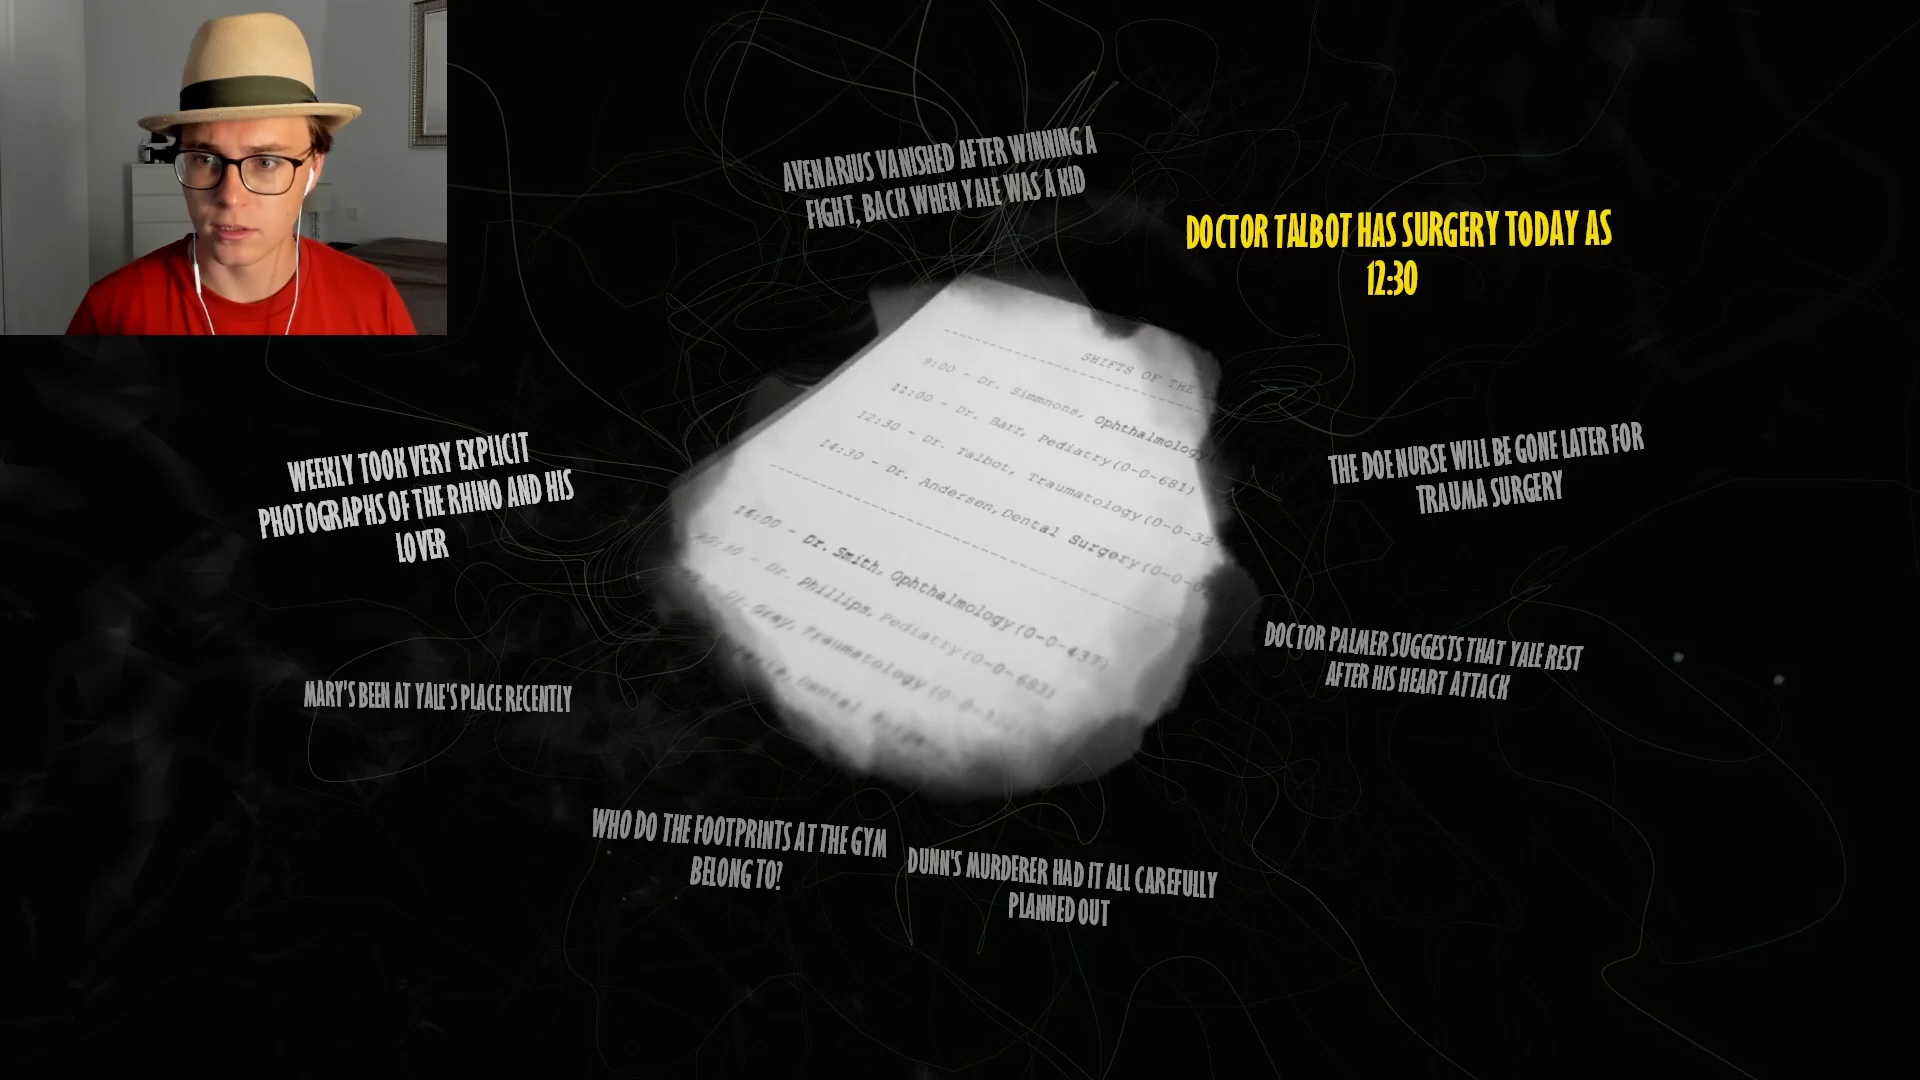 AVENARIUS VANISHED AFTER WINNING A
FIGHT, BACK WHEN YALE WAS A KID
DOCTOR TALBOT HAS SURGERY TODAY AS
12:30
SHIFTS OF THE
9:00 - Dr. Simmnons, Ophthalmology
11:00 - Dr. Barr, Pediatry(0-0-681)
12:30 - Dr. Talbot, Traumatology(0-0-32
14:30 - Dr. Andersen, Dental Surgery(0-0-
Dr. Smith, Ophthalmology(0-0-437)
Dr. Phillips, Pediatry(0-0-683)
Dr. Gray, Traumatology
Dental
WEEKLY TOOK VERY EXPLICIT
PHOTOGRAPHS OF THE RHINO AND HIS
LOVER
THE DOE NURSE WILL BE GONE LATER FOR
TRAUMA SURGERY
DOCTOR PALMER SUGGESTS THAT YALE REST
AFTER HIS HEART ATTACK
MARY'S BEEN AT YALE'S PLACE RECENTLY
WHO DO THE FOOTPRINTS AT THE GYM
BELONG TO?
DUNN'S MURDERER HAD IT ALL CAREFULLY
PLANNED OUT